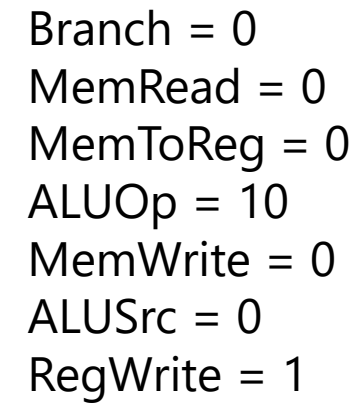 Branch = 0
MemRead = 0
MemToReg = 0
ALUOp = 10
MemWrite = 0
ALUSrc = 0
RegWrite = 1